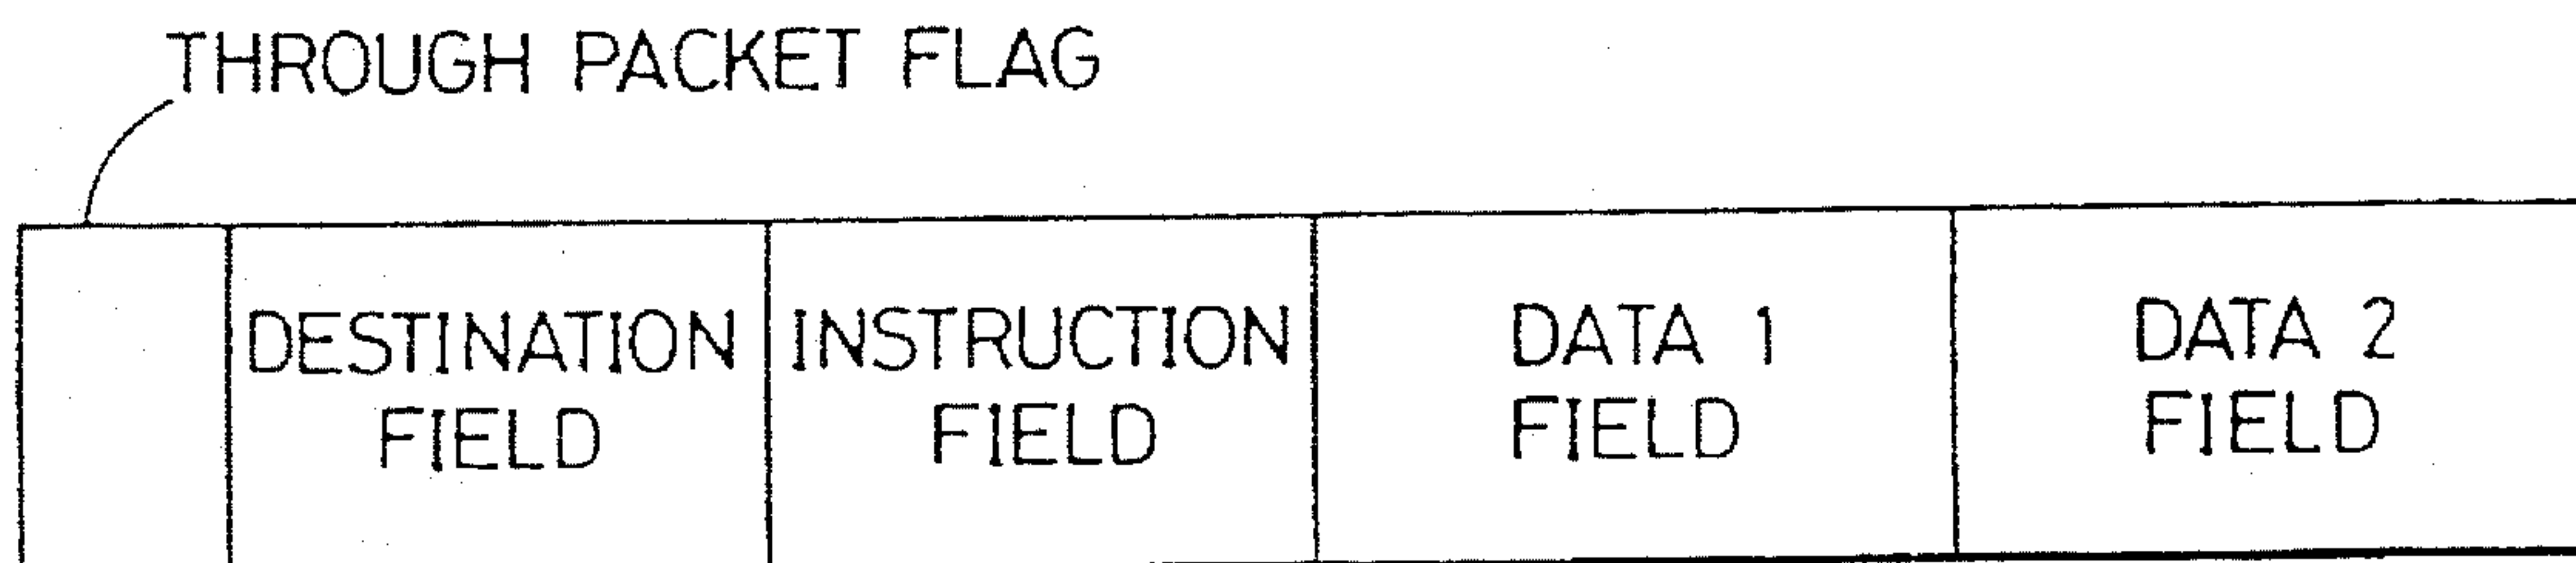 THROUGH PACKET FLAG
DESTINATION
FIELD
INSTRUCTION
FIELD
DATA 1
FIELD
DATA 2
FIELD